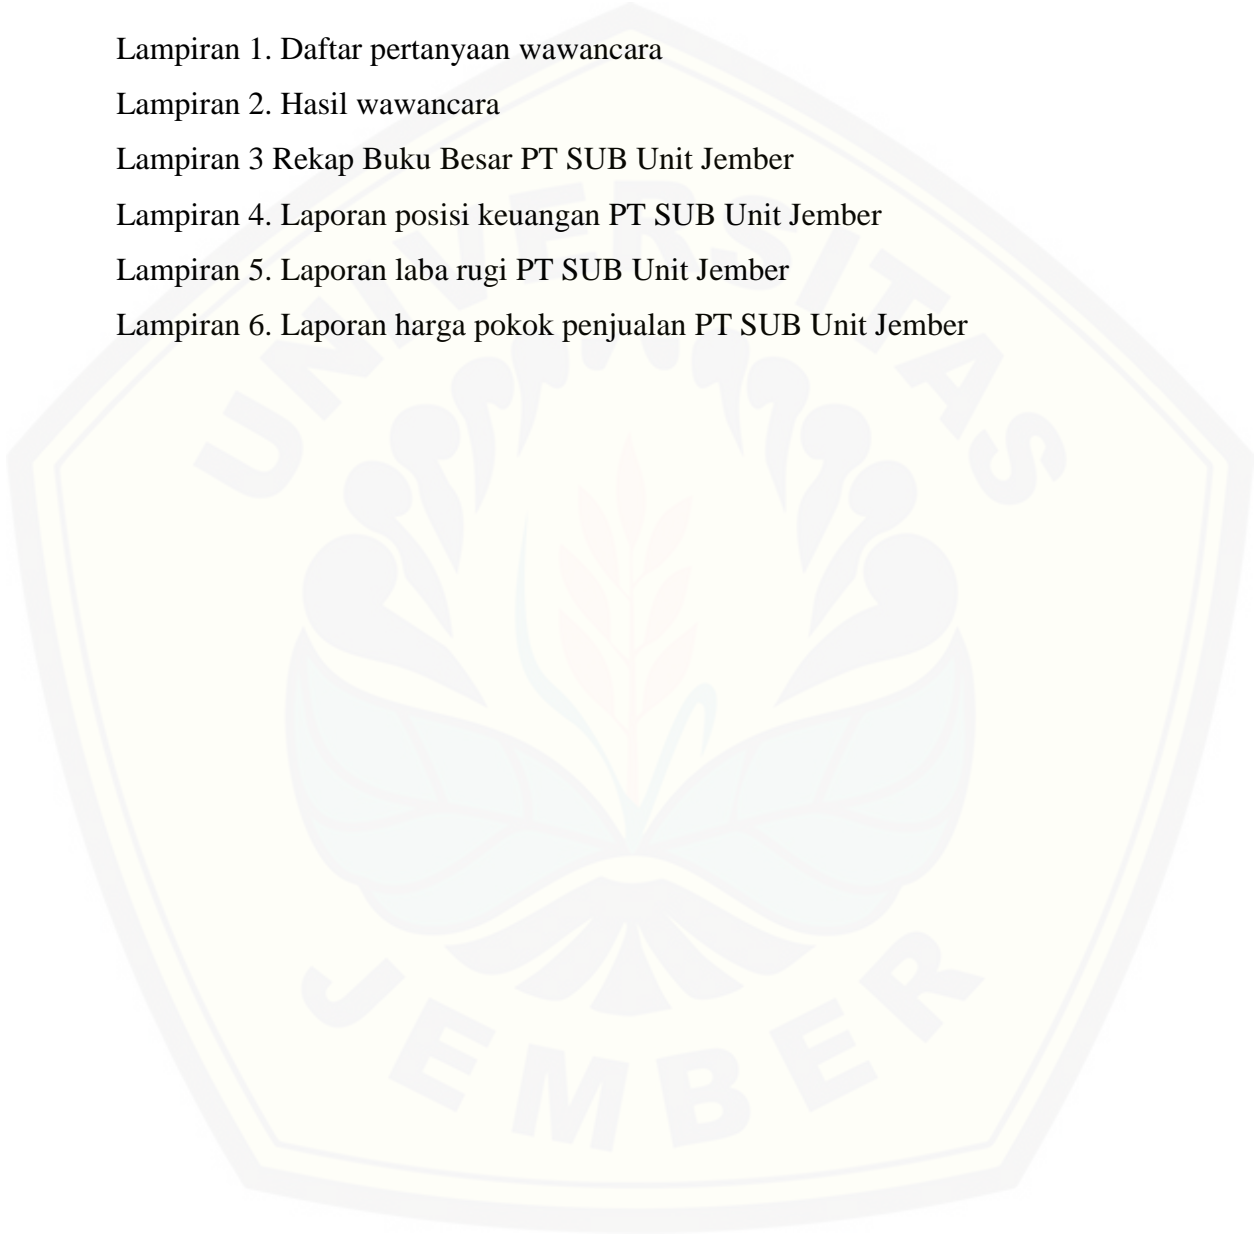 Lampiran 1. Daftar pertanyaan wawancara
Lampiran 2. Hasil wawancara
Lampiran 3 Rekap Buku Besar PT SUB Unit Jember
Lampiran 4. Laporan posisi keuangan PT SUB Unit Jember
Lampiran 5. Laporan laba rugi PT SUB Unit Jember
Lampiran 6. Laporan harga pokok penjualan PT SUB Unit Jember
UNIVERSITAS
JEMBER